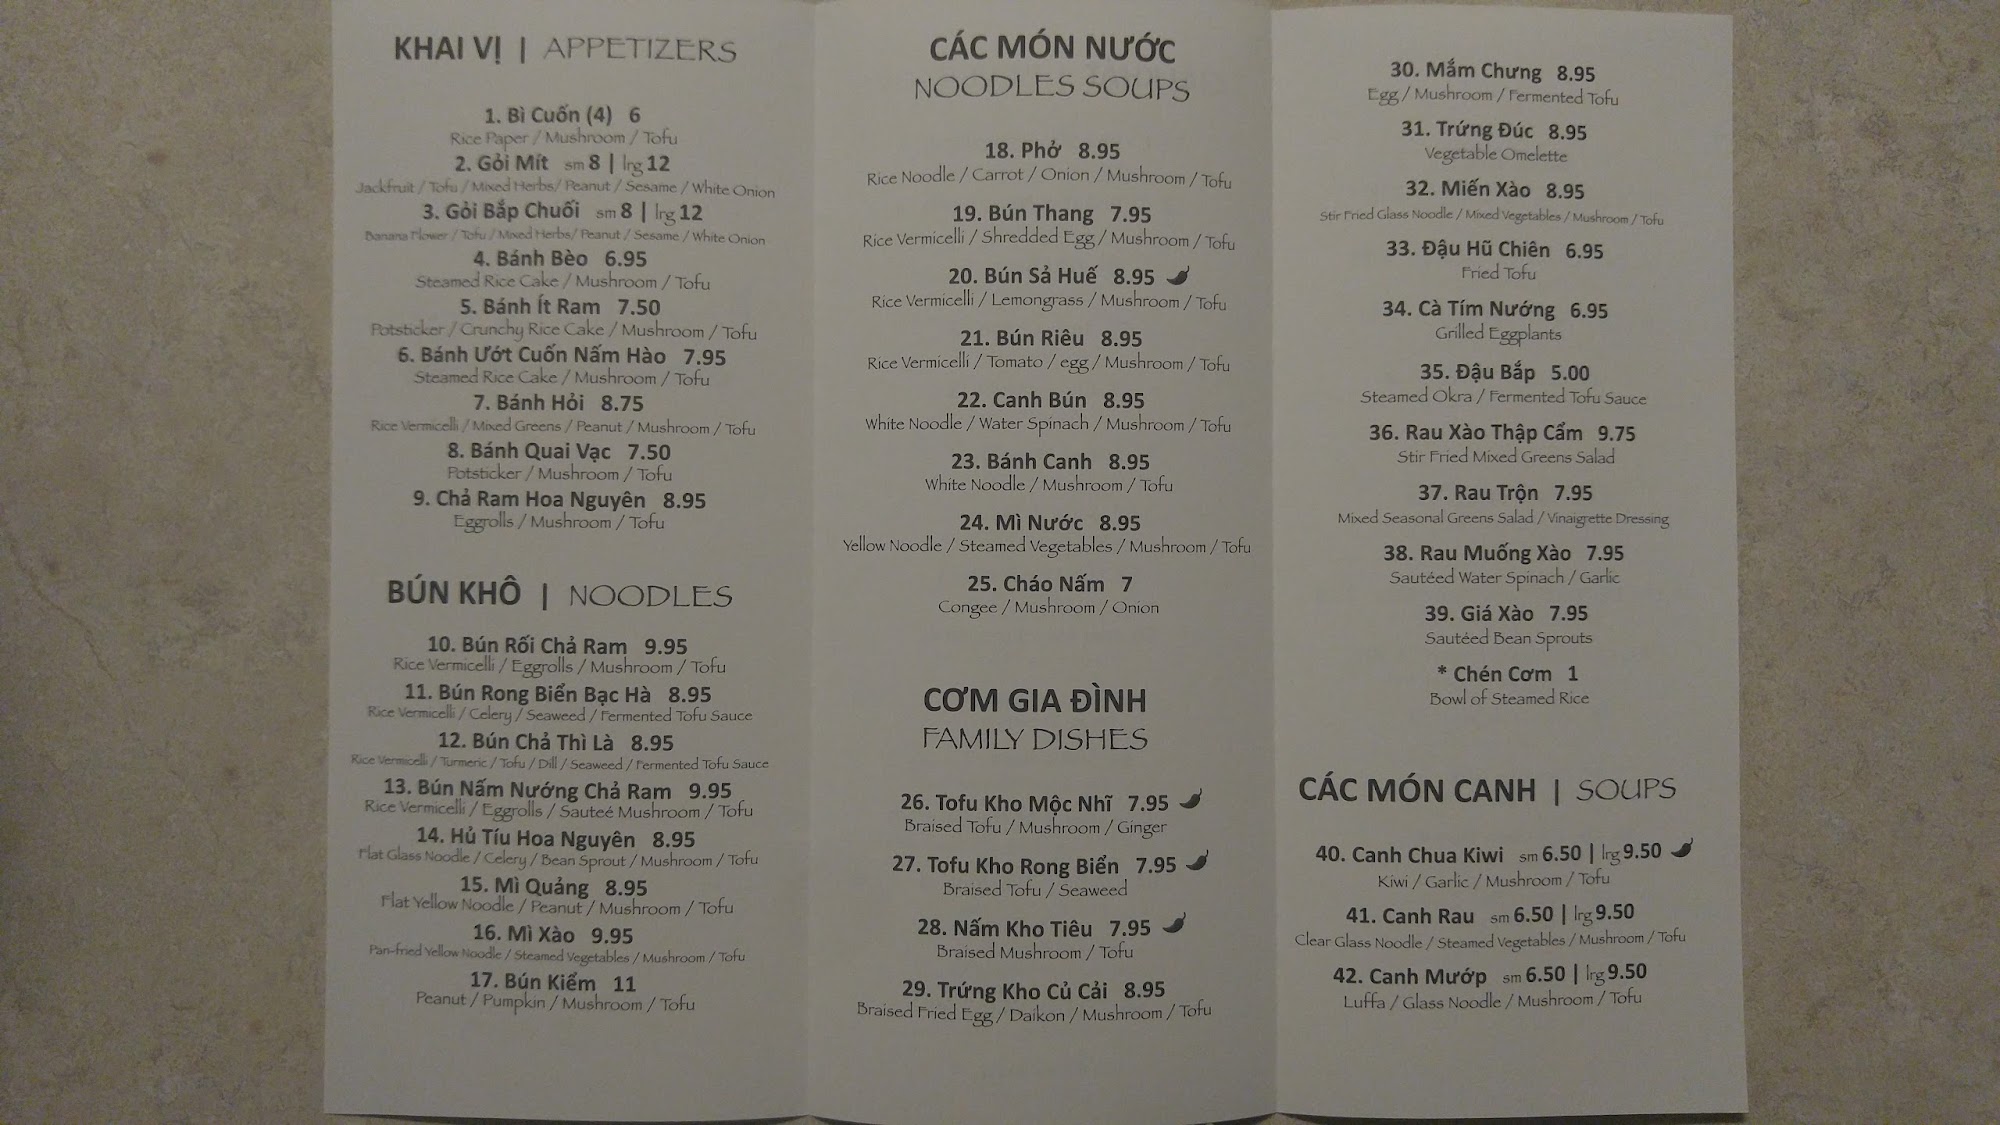 KHAI VỊ | APPETIZERS
1. Bì Cuốn (4) 6
Rice Paper / Mushroom / Tofu
2. Gỏi Mít sm 8 | lrg 12
Jackfruit / Tofu / Mixed Herbs/ Peanut / Sesame / White Onion
3. Gỏi Bắp Chuối sm 8 | lrg 12
Banana Flower / Tofu / Mixed Herbs/ Peanut / Sesame / White Onion
4. Bánh Bèo 6.95
Steamed Rice Cake / Mushroom / Tofu
5. Bánh Ít Ram 7.50
Potsticker / Crunchy Rice Cake / Mushroom / Tofu
6. Bánh Ướt Cuốn Nấm Hào 7.95
Steamed Rice Cake / Mushroom / Tofu
7. Bánh Hỏi 8.75
Rice Vermicelli / Mixed Greens / Peanut / Mushroom / Tofu
8. Bánh Quai Vạc 7.50
Potsticker / Mushroom / Tofu
9. Chả Ram Hoa Nguyên 8.95
Eggrolls / Mushroom / Tofu
BÚN KHÔ | NOODLES
10. Bún Rối Chả Ram 9.95
Rice Vermicelli / Eggrolls / Mushroom / Tofu
11. Bún Rong Biển Bạc Hà 8.95
Rice Vermicelli / Celery / Seaweed / Fermented Tofu Sauce
12. Bún Chả Thì Là 8.95
Rice Vermicelli / Turmeric / Tofu / Dill / Seaweed / Fermented Tofu Sauce
13. Bún Nấm Nướng Chả Ram 9.95
Rice Vermicelli / Eggrolls / Sauteé Mushroom / Tofu
14. Hủ Tíu Hoa Nguyên 8.95
Flat Glass Noodle / Celery / Bean Sprout / Mushroom / Tofu
15. Mì Quảng 8.95
Flat Yellow Noodle / Peanut / Mushroom / Tofu
16. Mì Xào 9.95
Pan-fried Yellow Noodle / Steamed Vegetables / Mushroom / Tofu
17. Bún Kiểm 11
Peanut / Pumpkin / Mushroom / Tofu
CÁC MÓN NƯỚC
NOODLES SOUPS
18. Phở 8.95
Rice Noodle / Carrot / Onion / Mushroom / Tofu
19. Bún Thang 7.95
Rice Vermicelli / Shredded Egg / Mushroom / Tofu
20. Bún Sả Huế 8.95
Rice Vermicelli / Lemongrass / Mushroom / Tofu
21. Bún Riêu 8.95
Rice Vermicelli / Tomato / egg / Mushroom / Tofu
22. Canh Bún 8.95
White Noodle / Water Spinach / Mushroom / Tofu
23. Bánh Canh 8.95
White Noodle / Mushroom / Tofu
24. Mì Nước 8.95
Yellow Noodle / Steamed Vegetables / Mushroom / Tofu
25. Cháo Nấm 7
Congee / Mushroom / Onion
CƠM GIA ĐÌNH
FAMILY DISHES
26. Tofu Kho Mộc Nhĩ 7.95
Braised Tofu / Mushroom / Ginger
27. Tofu Kho Rong Biển 7.95
Braised Tofu / Seaweed
28. Nấm Kho Tiêu 7.95
Braised Mushroom / Tofu
29. Trứng Kho Củ Cải 8.95
Braised Fried Egg / Daikon / Mushroom / Tofu
30. Mắm Chưng 8.95
Egg / Mushroom / Fermented Tofu
31. Trứng Đúc 8.95
Vegetable Omelette
32. Miến Xào 8.95
Stir Fried Glass Noodle / Mixed Vegetables / Mushroom / Tofu
33. Đậu Hũ Chiên 6.95
Fried Tofu
34. Cà Tím Nướng 6.95
Grilled Eggplants
35. Đậu Bắp 5.00
Steamed Okra / Fermented Tofu Sauce
36. Rau Xào Thập Cẩm 9.75
Stir Fried Mixed Greens Salad
37. Rau Trộn 7.95
Mixed Seasonal Greens Salad / Vinaigrette Dressing
38. Rau Muống Xào 7.95
Sautéed Water Spinach / Garlic
39. Giá Xào 7.95
Sautéed Bean Sprouts
* Chén Cơm 1
Bowl of Steamed Rice
CÁC MÓN CANH | SOUPS
40. Canh Chua Kiwi sm 6.50 | lrg 9.50
Kiwi / Garlic / Mushroom / Tofu
41. Canh Rau sm 6.50 | lrg 9.50
Clear Glass Noodle / Steamed Vegetables / Mushroom / Tofu
42. Canh Mướp sm 6.50 | lrg 9.50
Luffa / Glass Noodle / Mushroom / Tofu